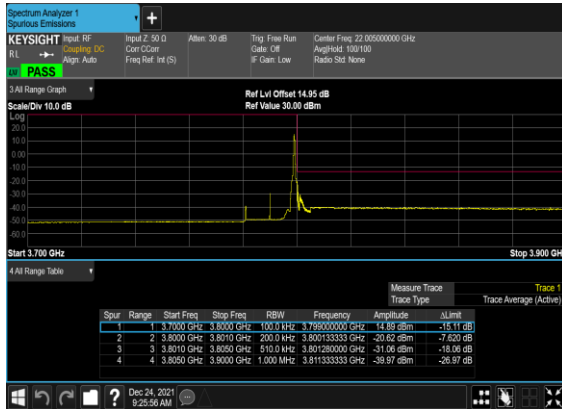 Spectrum Analyzer 1
Spurious Emissions
KEYSIGHT Input: RF Input Z: 50 Ω Atten: 30 dB Trig: Free Run Center Freq: 22.005000000 GHz
RL Coupling: DC Corr CCorr Gate: Off Avg|Hold: 100/100
Align: Auto Freq Ref: Int (S) IF Gain: Low Radio Std: None
PASS
3 All Range Graph
Ref Lvl Offset 14.95 dB
Scale/Div 10.0 dB Ref Value 30.00 dBm
Log
20.0
10.0
0.00
-10.0
-20.0
-30.0
-40.0
-50.0
-60.0
Start 3.700 GHz Stop 3.900 GH
4 All Range Table
Measure Trace Trace 1
Trace Type Trace Average (Active)
Spur Range Start Freq Stop Freq RBW Frequency Amplitude ΔLimit
1 1 3.7000 GHz 3.8000 GHz 100.0 kHz 3.799000000 GHz 14.89 dBm -15.11 dB
2 2 3.8000 GHz 3.8010 GHz 200.0 kHz 3.800133333 GHz -20.62 dBm -7.620 dB
3 3 3.8010 GHz 3.8050 GHz 510.0 kHz 3.801280000 GHz -31.06 dBm -18.06 dB
4 4 3.8050 GHz 3.9000 GHz 1.000 MHz 3.811333333 GHz -39.97 dBm -26.97 dB
Dec 24, 2021
9:25:56 AM